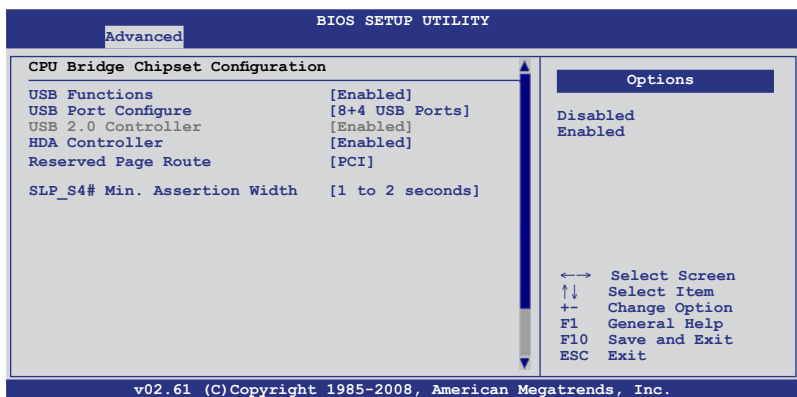 BIOS SETUP UTILITY
Advanced
CPU Bridge Chipset Configuration
USB Functions [Enabled]
USB Port Configure [8+4 USB Ports]
USB 2.0 Controller [Enabled]
HDA Controller [Enabled]
Reserved Page Route [PCI]
SLP_S4# Min. Assertion Width [1 to 2 seconds]
Options
Disabled
Enabled
←→ Select Screen
↑↓ Select Item
+- Change Option
F1 General Help
F10 Save and Exit
ESC Exit
v02.61 (C)Copyright 1985-2008, American Megatrends, Inc.